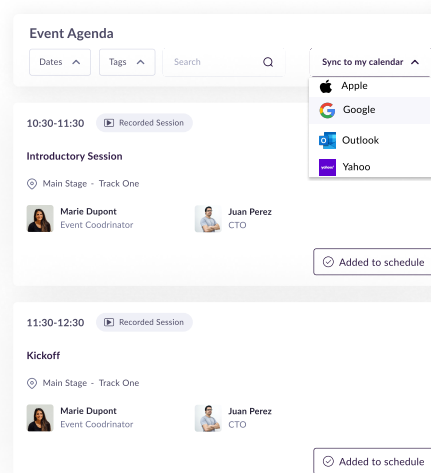 Event Agenda
Dates
Tags
Search
Sync to my calendar
Apple
Google
Outlook
yahoo!
Yahoo
10:30-11:30
Recorded Session
Introductory Session
Main Stage - Track One
Marie Dupont
Event Coodrinator
Juan Perez
CTO
Added to schedule
11:30-12:30
Recorded Session
Kickoff
Main Stage - Track One
Marie Dupont
Event Coodrinator
Juan Perez
CTO
Added to schedule